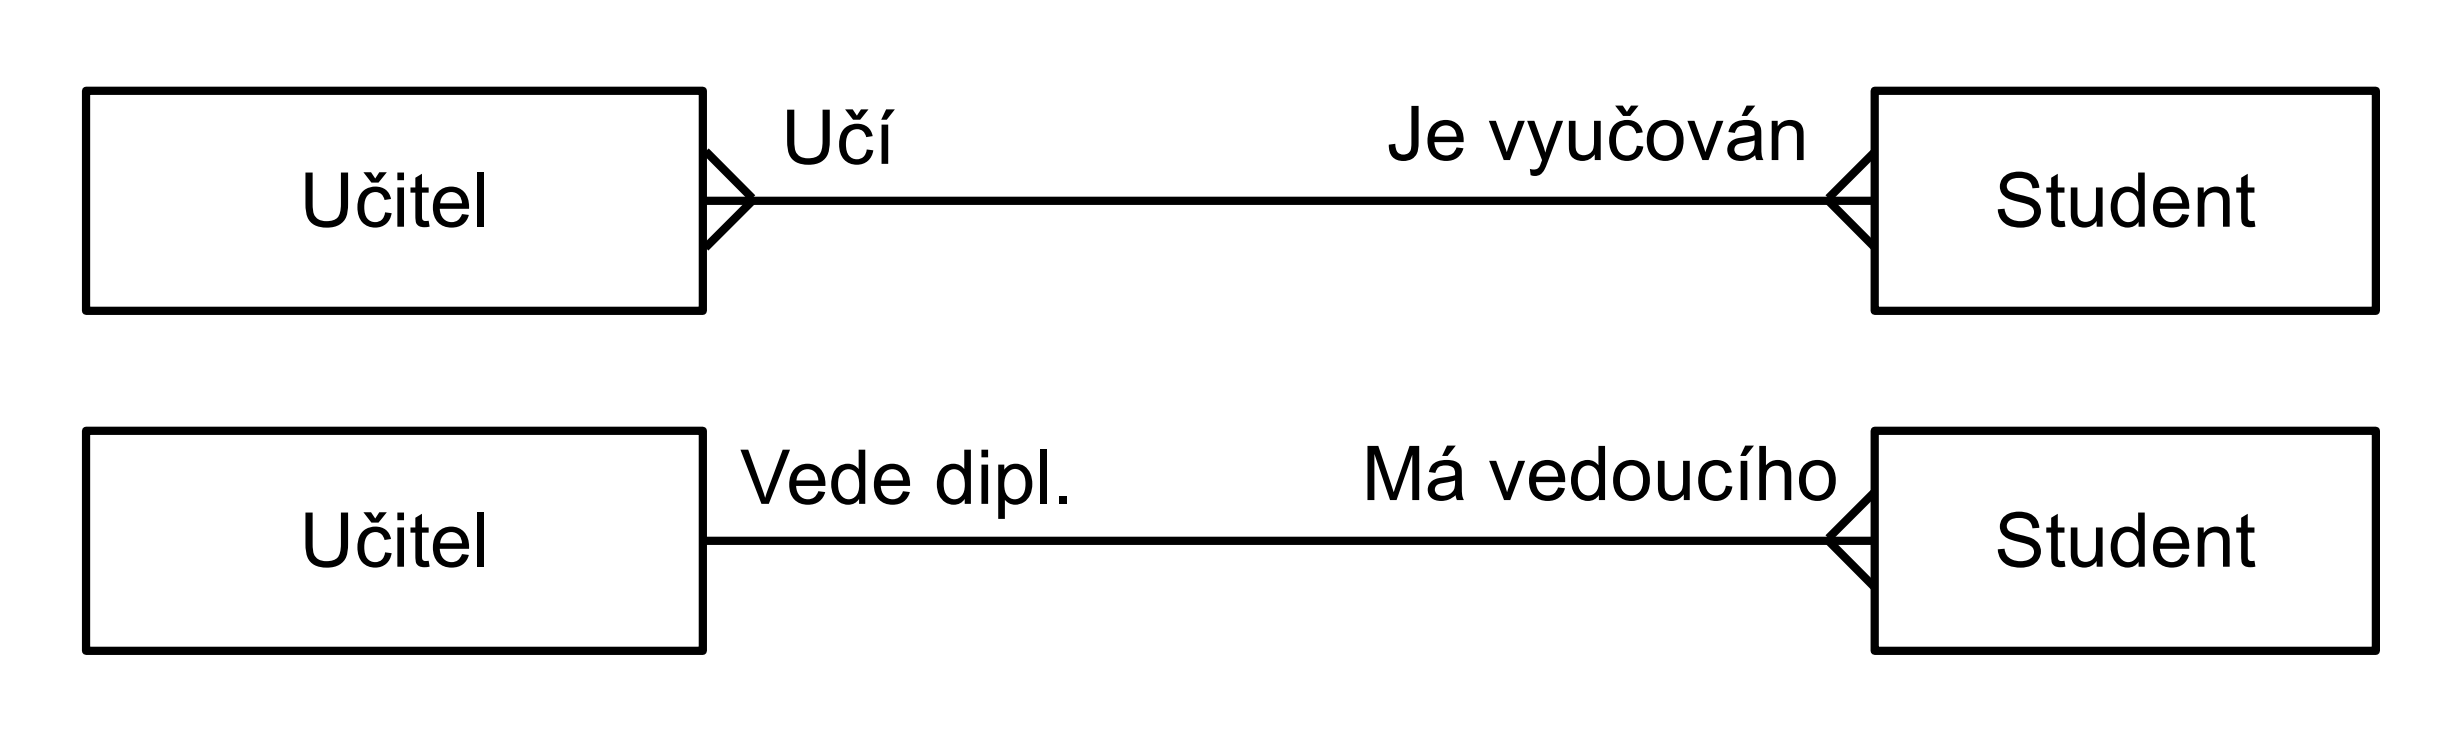 Učitel
Učí
Je vyučován
Student
Učitel
Vede dipl.
Má vedoucího
Student